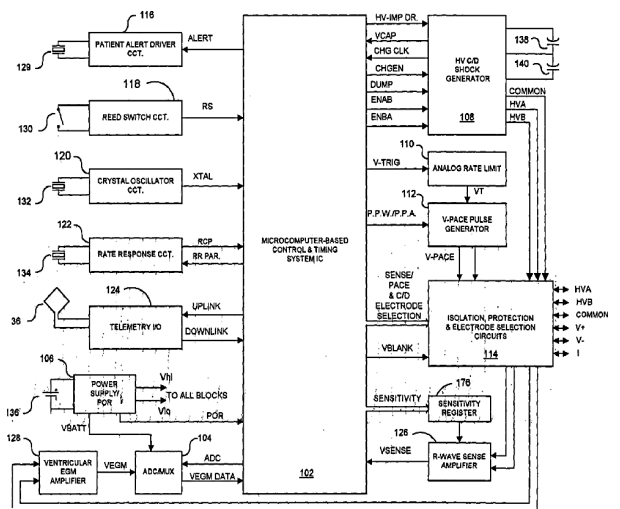 116
PATIENT ALERT DRIVER
CCT.
129
ALERT
118
REED SWITCH CCT.
130
RS
120
CRYSTAL OSCILLATOR
CCT.
132
XTAL
122
RATE RESPONSE CCT.
134
RCP
RR PAR.
36
124
TELEMETRY I/O
UPLINK
DOWNLINK
106
POWER
SUPPLY/
POR
136
Vhi
TO ALL BLOCKS
Vlo
POR
VBATT
128
VENTRICULAR
EGM
AMPLIFIER
VEGM
104
ADC/MUX
ADC
VEGM DATA
MICROCOMPUTER-BASED
CONTROL & TIMING
SYSTEM IC
102
HV-IMP DR.
VCAP
CHG CLK
CHGEN
DUMP
ENAB
ENBA
HV C/D
SHOCK
GENERATOR
108
138
140
COMMON
HVA
HVB
110
V-TRIG
ANALOG RATE LIMIT
VT
112
P.P.W./P.P.A.
V-PACE PULSE
GENERATOR
V-PACE
SENSE/
PACE
& C/D
ELECTRODE
SELECTION
ISOLATION, PROTECTION
& ELECTRODE SELECTION
CIRCUITS
114
HVA
HVB
COMMON
V+
V-
I
VBLANK
176
SENSITIVITY
SENSITIVITY
REGISTER
126
VSENSE
R-WAVE SENSE
AMPLIFIER